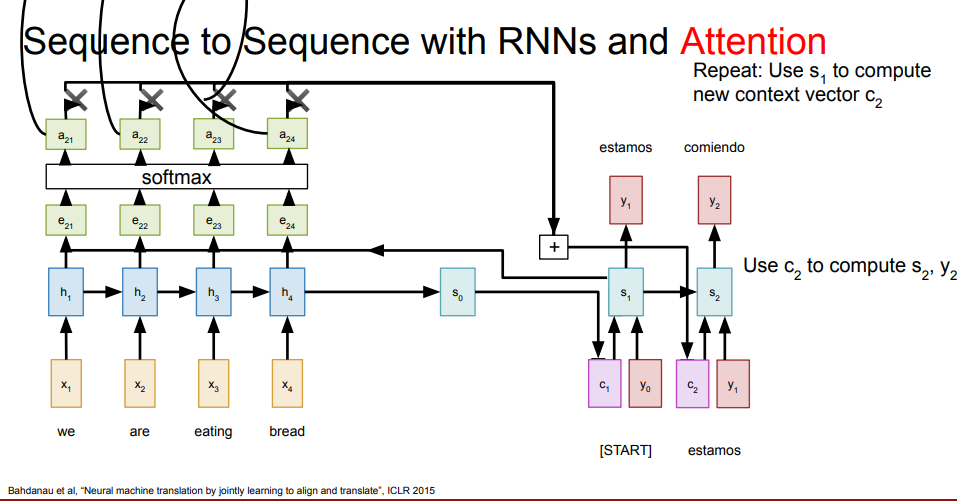 Sequence to Sequence with RNNs and Attention
Repeat: Use s₁ to compute
new context vector c₂
a₂₁ a₂₂ a₂₃ a₂₄
estamos comiendo
softmax
y₁ y₂
e₂₁ e₂₂ e₂₃ e₂₄
+
Use c₂ to compute s₂, y₂
h₁ h₂ h₃ h₄ s₀ s₁ s₂
x₁ x₂ x₃ x₄ c₁ y₀ c₂ y₁
we are eating bread
[START] estamos
Bahdanau et al, “Neural machine translation by jointly learning to align and translate”, ICLR 2015